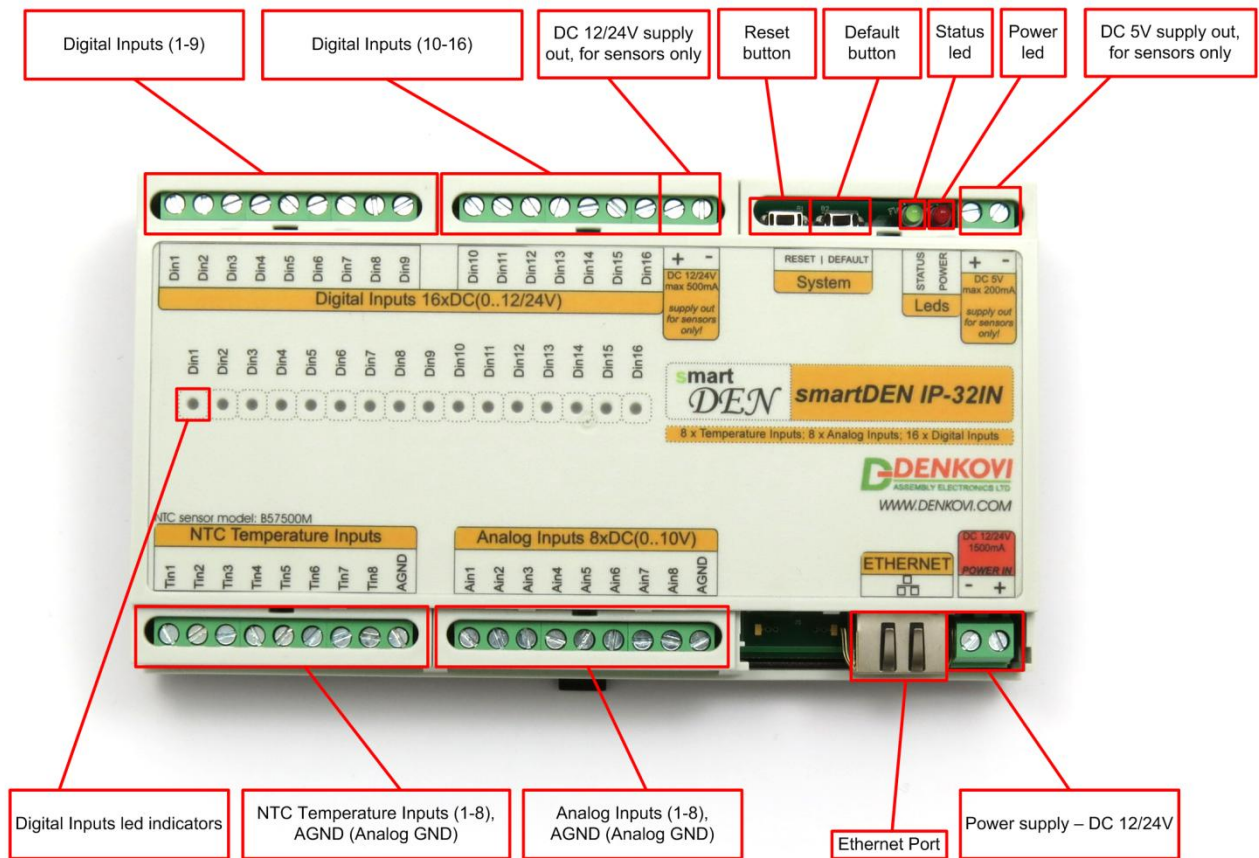 Digital Inputs (1-9)
Digital Inputs (10-16)
DC 12/24V supply
out, for sensors only
Reset
button
Default
button
Status
led
Power
led
DC 5V supply out,
for sensors only
Din1 Din2 Din3 Din4 Din5 Din6 Din7 Din8 Din9 Din10 Din11 Din12 Din13 Din14 Din15 Din16
Digital Inputs 16xDC(0..12/24V)
+ -
DC 12/24V
max 500mA
supply out
for sensors
only!
RESET | DEFAULT
System
STATUS
POWER
Leds
+ -
DC 5V
max 200mA
supply out
for sensors
only!
Din1 Din2 Din3 Din4 Din5 Din6 Din7 Din8 Din9 Din10 Din11 Din12 Din13 Din14 Din15 Din16
smart
DEN
smartDEN IP-32IN
8 x Temperature Inputs; 8 x Analog Inputs; 16 x Digital Inputs
DENKOVI
ASSEMBLY ELECTRONICS LTD
WWW.DENKOVI.COM
NTC sensor model: B57500M
NTC Temperature Inputs
Tin1 Tin2 Tin3 Tin4 Tin5 Tin6 Tin7 Tin8 AGND
Analog Inputs 8xDC(0..10V)
Ain1 Ain2 Ain3 Ain4 Ain5 Ain6 Ain7 Ain8 AGND
ETHERNET
DC 12/24V
1500mA
POWER IN
- +
Digital Inputs led indicators
NTC Temperature Inputs (1-8),
AGND (Analog GND)
Analog Inputs (1-8),
AGND (Analog GND)
Ethernet Port
Power supply – DC 12/24V